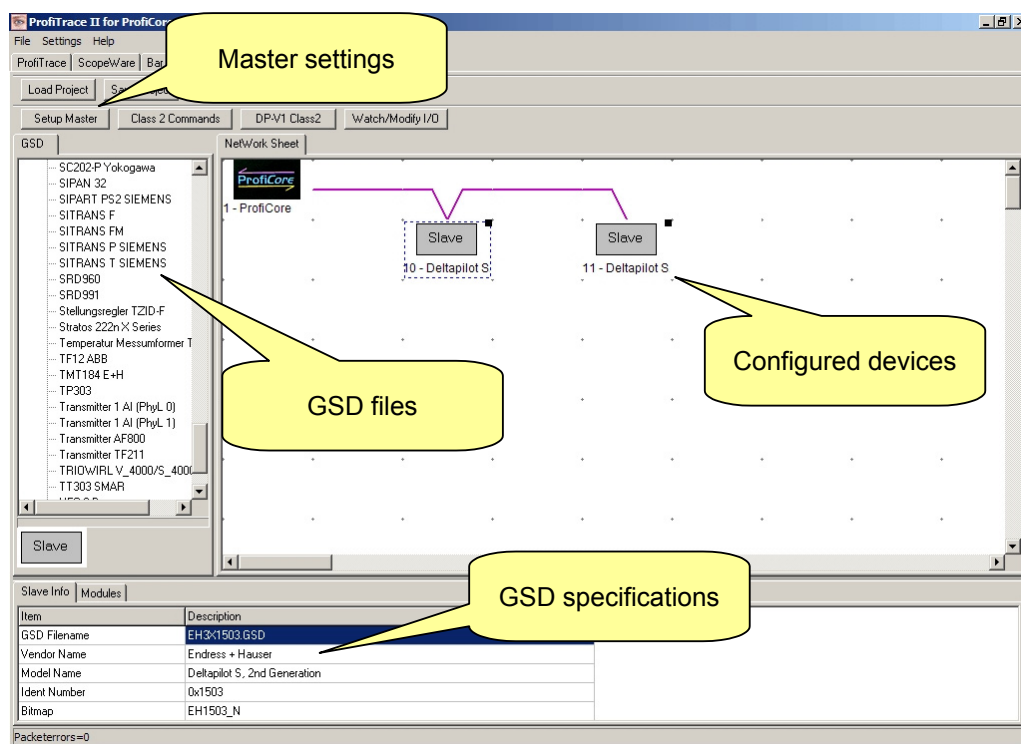 ProfiTrace II for ProfiCore
File Settings Help
ProfiTrace ScopeWare Bar
Master settings
Load Project
Setup Master Class 2 Commands DP-V1 Class2 Watch/Modify I/O
GSD
NetWork Sheet
SC202-P Yokogawa
SIPAN 32
SIPART PS2 SIEMENS
SITRANS F
SITRANS FM
SITRANS P SIEMENS
SITRANS T SIEMENS
SRD960
SRD991
Stellungsregler TZID-F
Stratos 222n X Series
Temperatur Messumformer T
TF12 ABB
TMT184 E+H
TP303
Transmitter 1 AI (PhyL 0)
Transmitter 1 AI (PhyL 1)
Transmitter AF800
Transmitter TF211
TRIOWIRL V_4000/S_400
TT303 SMAR
Slave
ProfiCore
1 - ProfiCore
Slave
10 - Deltapilot S
Slave
11 - Deltapilot S
Configured devices
GSD files
GSD specifications
Slave Info Modules
Item Description
GSD Filename EH3X1503.GSD
Vendor Name Endress + Hauser
Model Name Deltapilot S, 2nd Generation
Ident Number 0x1503
Bitmap EH1503_N
Packeterrors=0